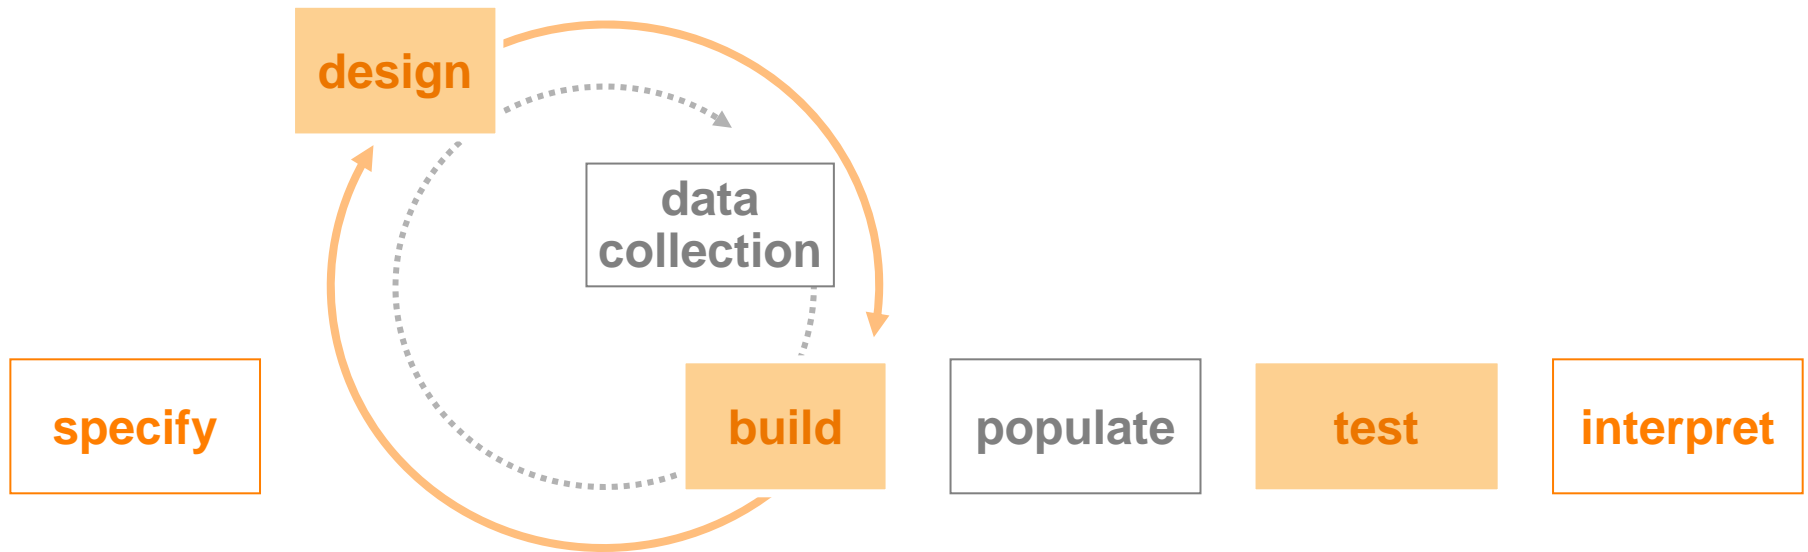 design
data
collection
specify
build
populate
test
interpret